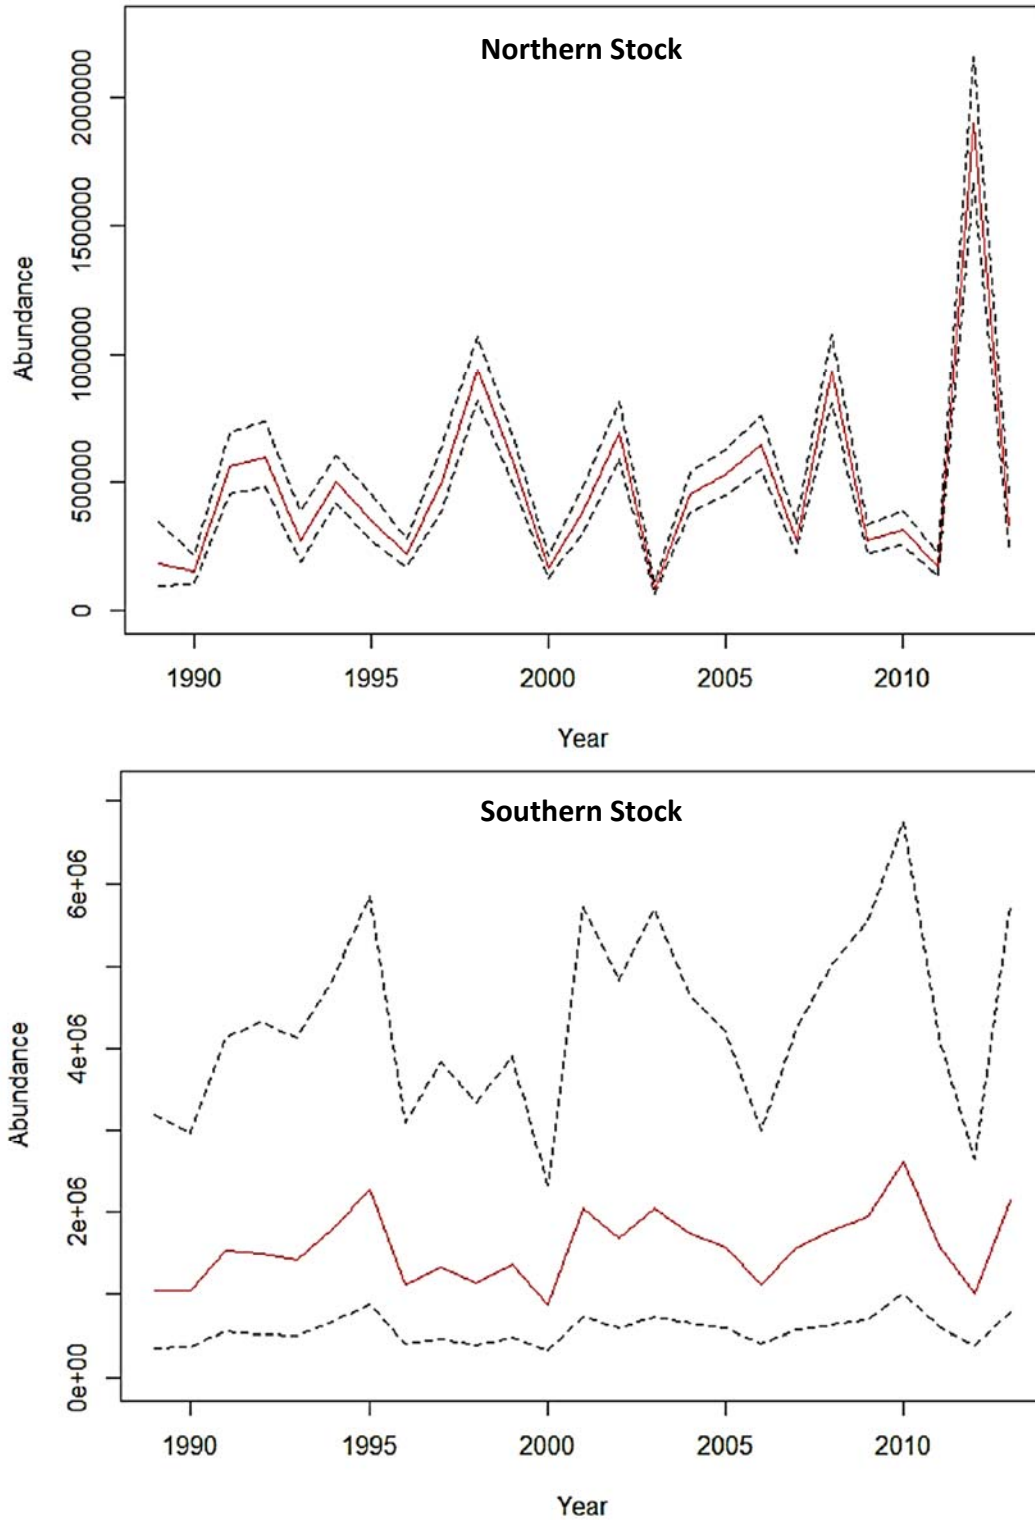 Northern Stock
Abundance
2000000
1500000
1000000
500000
0
1990 1995 2000 2005 2010
Year
Southern Stock
Abundance
6e+06
4e+06
2e+06
0e+00
1990 1995 2000 2005 2010
Year